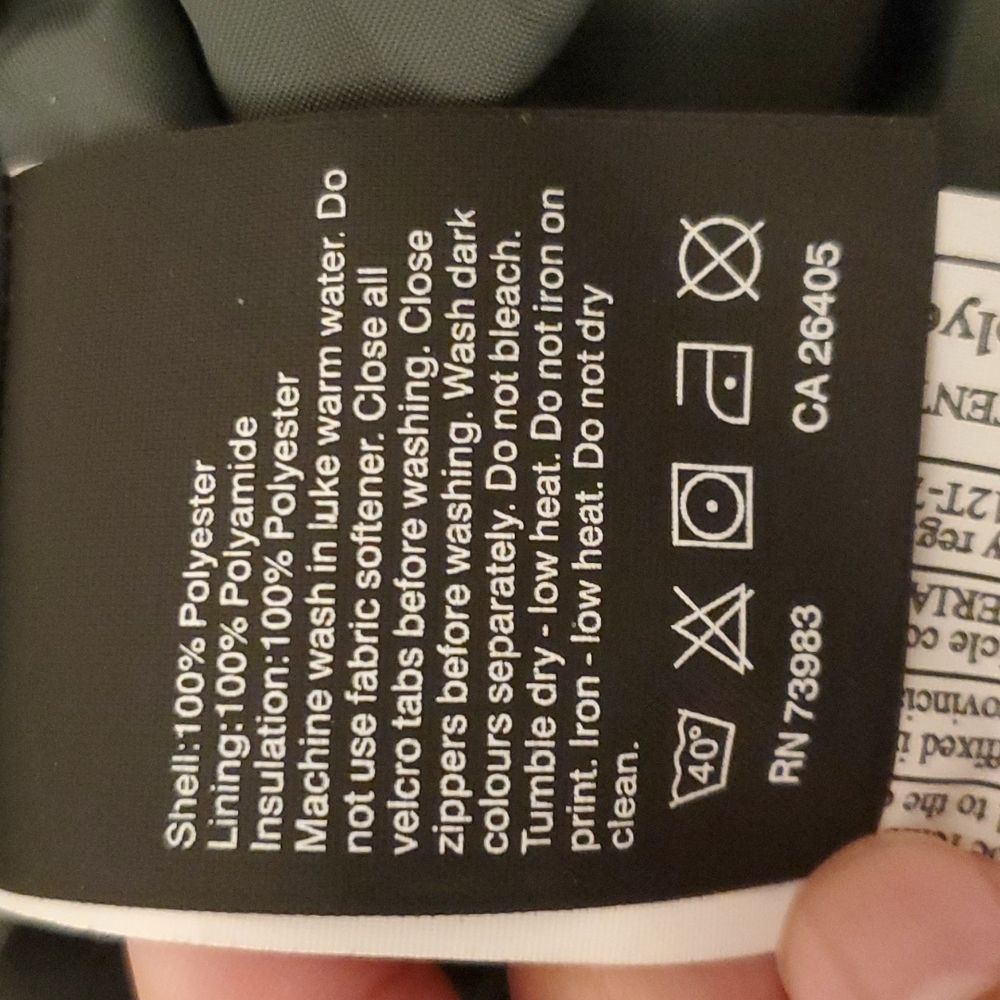 Shell:100% Polyester
Lining:100% Polyamide
Insulation:100% Polyester
Machine wash in luke warm water. Do
not use fabric softener. Close all
velcro tabs before washing. Close
zippers before washing. Wash dark
colours separately. Do not bleach.
Tumble dry - low heat. Do not iron on
print. Iron - low heat. Do not dry
clean.
40°
RN 73983 CA 26405
to the